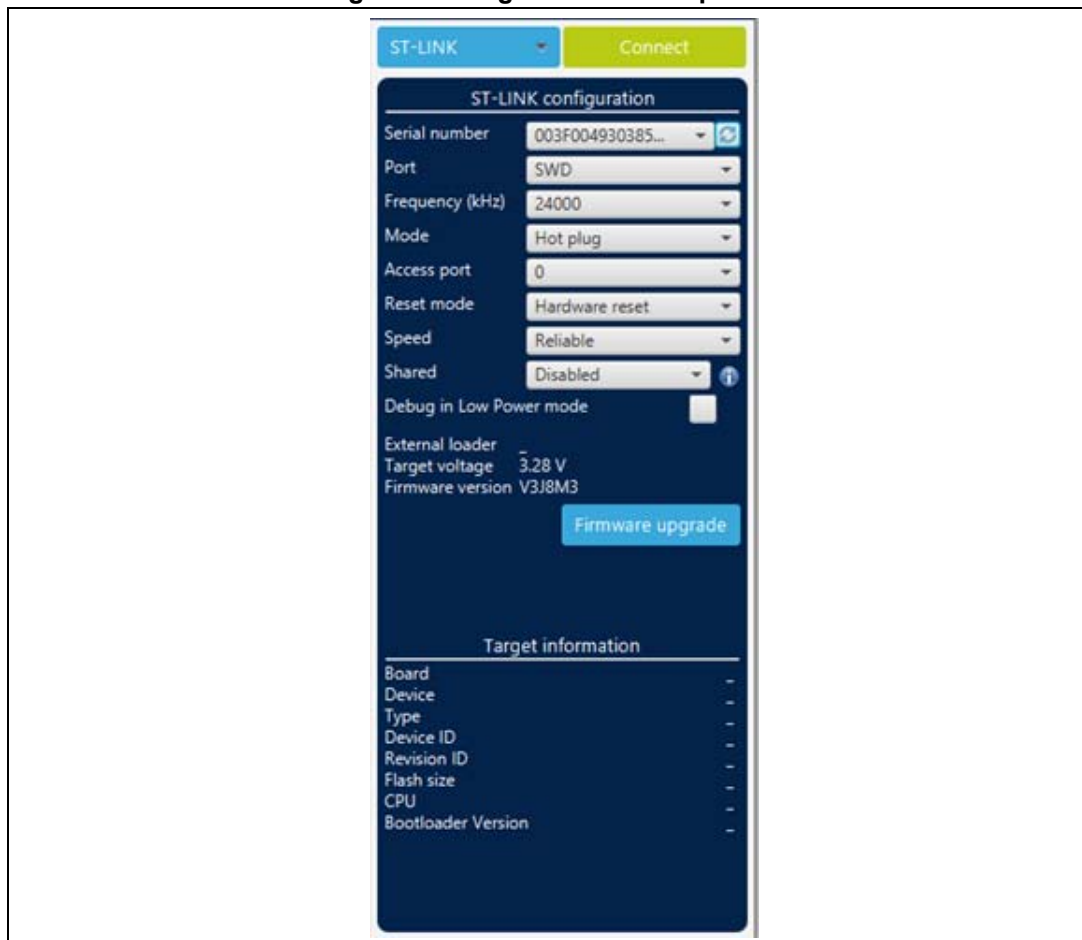 ST-LINK Connect
ST-LINK configuration
Serial number 003F004930385...
Port SWD
Frequency (kHz) 24000
Mode Hot plug
Access port 0
Reset mode Hardware reset
Speed Reliable
Shared Disabled
Debug in Low Power mode
External loader _
Target voltage 3.28 V
Firmware version V3J8M3
Firmware upgrade
Target information
Board _
Device _
Type _
Device ID _
Revision ID _
Flash size _
CPU _
Bootloader Version _